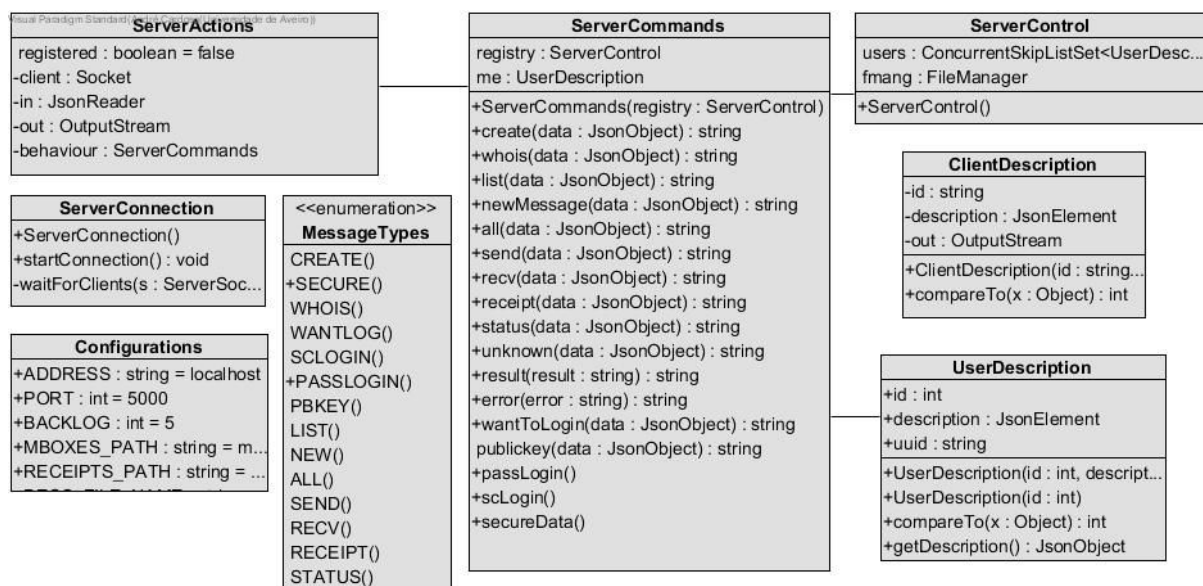 Visual Paradigm Standard(André Cardoso(Universidade de Aveiro))
ServerActions
registered : boolean = false
-client : Socket
-in : JsonReader
-out : OutputStream
-behaviour : ServerCommands
ServerConnection
+ServerConnection()
+startConnection() : void
-waitForClients(s : ServerSoc...
Configurations
+ADDRESS : string = localhost
+PORT : int = 5000
+BACKLOG : int = 5
+MBOXES_PATH : string = m...
+RECEIPTS_PATH : string = ...
<<enumeration>>
MessageTypes
CREATE()
+SECURE()
WHOIS()
WANTLOG()
SCLOGIN()
+PASSLOGIN()
PBKEY()
LIST()
NEW()
ALL()
SEND()
RECV()
RECEIPT()
STATUS()
ServerCommands
registry : ServerControl
me : UserDescription
+ServerCommands(registry : ServerControl)
+create(data : JsonObject) : string
+whois(data : JsonObject) : string
+list(data : JsonObject) : string
+newMessage(data : JsonObject) : string
+all(data : JsonObject) : string
+send(data : JsonObject) : string
+recv(data : JsonObject) : string
+receipt(data : JsonObject) : string
+status(data : JsonObject) : string
+unknown(data : JsonObject) : string
+result(result : string) : string
+error(error : string) : string
+wantToLogin(data : JsonObject) : string
publickey(data : JsonObject) : string
+passLogin()
+scLogin()
+secureData()
ServerControl
users : ConcurrentSkipListSet<UserDesc...
fmang : FileManager
+ServerControl()
ClientDescription
-id : string
-description : JsonElement
-out : OutputStream
+ClientDescription(id : string...
+compareTo(x : Object) : int
UserDescription
+id : int
+description : JsonElement
+uuid : string
+UserDescription(id : int, descript...
+UserDescription(id : int)
+compareTo(x : Object) : int
+getDescription() : JsonObject